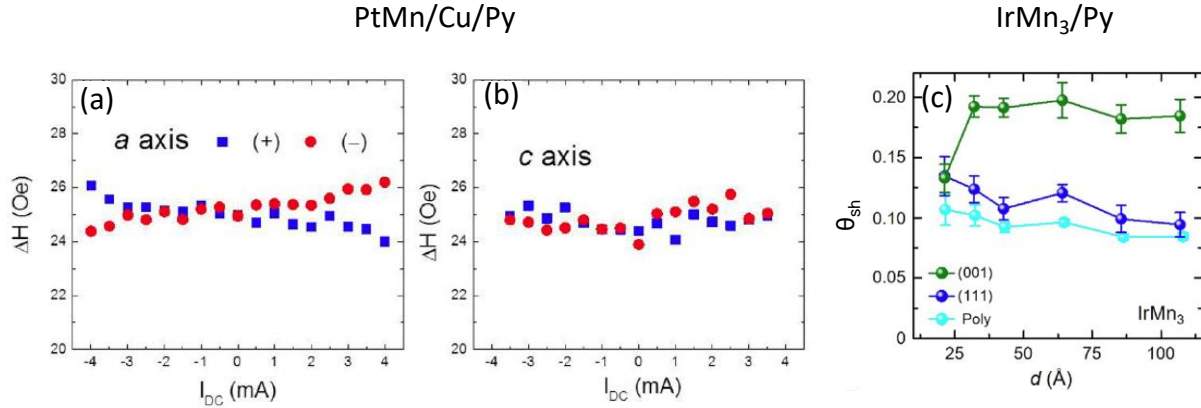 PtMn/Cu/Py
IrMn₃/Py
(a)
a axis
(+)
(–)
30
28
26
24
22
20
ΔH (Oe)
-4 -3 -2 -1 0 1 2 3 4
I_DC (mA)
(b)
c axis
30
28
26
24
22
20
ΔH (Oe)
-4 -3 -2 -1 0 1 2 3 4
I_DC (mA)
(c)
0.20
0.15
0.10
0.05
0
θ_sh
(001)
(111)
Poly
IrMn₃
25 50 75 100
d (Å)